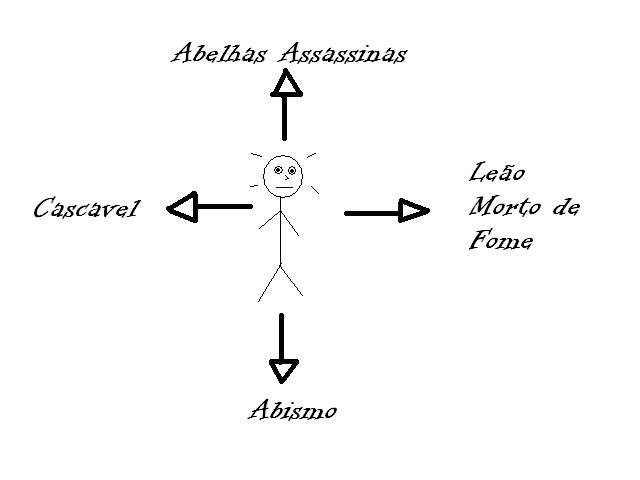 Abelhas Assassinas
Cascavel
Leão
Morto de
Fome
Abismo